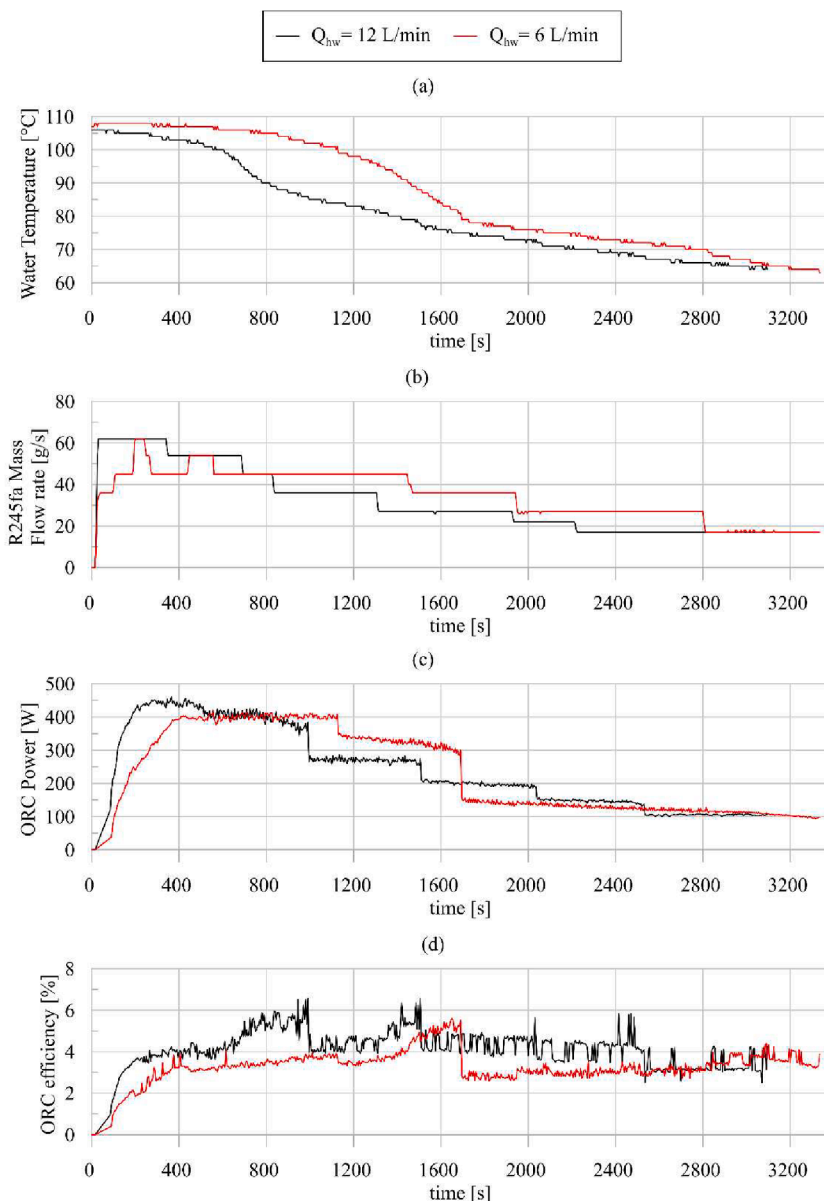 Q_hw= 12 L/min Q_hw= 6 L/min
(a)
Water Temperature [°C]
110
100
90
80
70
60
0 400 800 1200 1600 2000 2400 2800 3200
time [s]
(b)
R245fa Mass
Flow rate [g/s]
80
60
40
20
0
0 400 800 1200 1600 2000 2400 2800 3200
time [s]
(c)
ORC Power [W]
500
400
300
200
100
0
0 400 800 1200 1600 2000 2400 2800 3200
time [s]
(d)
ORC efficiency [%]
8
6
4
2
0
0 400 800 1200 1600 2000 2400 2800 3200
time [s]